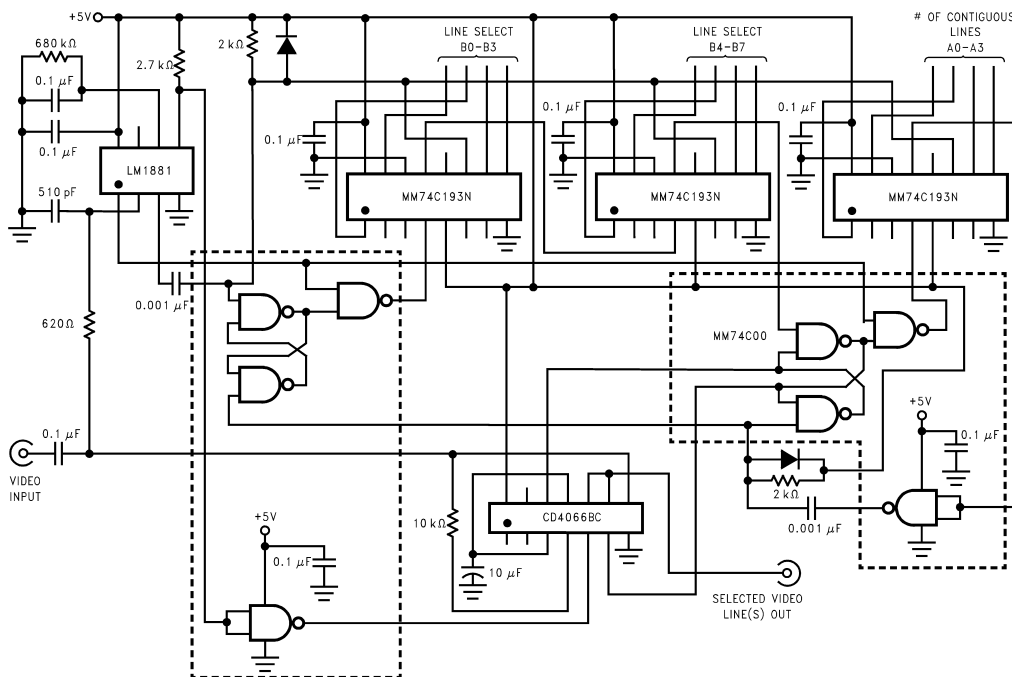 +5V
680 kΩ
0.1 µF
0.1 µF
510 pF
2.7 kΩ
LM1881
2 kΩ
LINE SELECT
B0-B3
0.1 µF
MM74C193N
LINE SELECT
B4-B7
0.1 µF
MM74C193N
# OF CONTIGUOUS
LINES
A0-A3
0.1 µF
MM74C193N
0.001 µF
620Ω
MM74C00
0.1 µF
VIDEO
INPUT
10 kΩ
CD4066BC
10 µF
+5V
0.1 µF
2 kΩ
0.001 µF
+5V
0.1 µF
SELECTED VIDEO
LINE(S) OUT